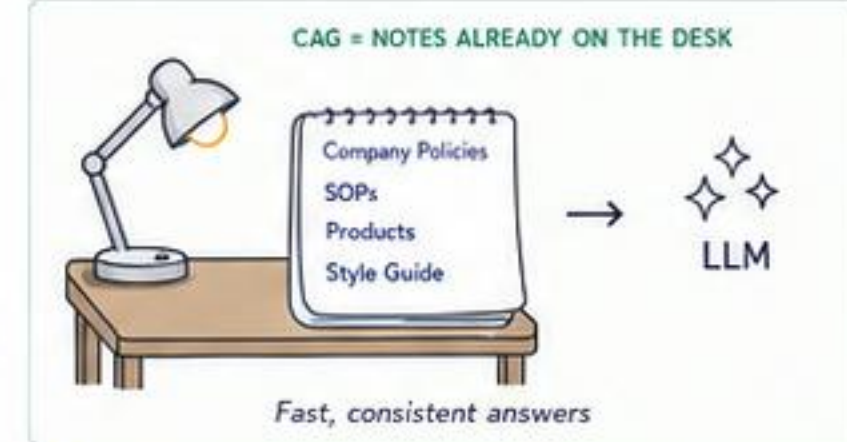 CAG = NOTES ALREADY ON THE DESK
Company Policies
SOPs
Products
Style Guide
LLM
Fast, consistent answers